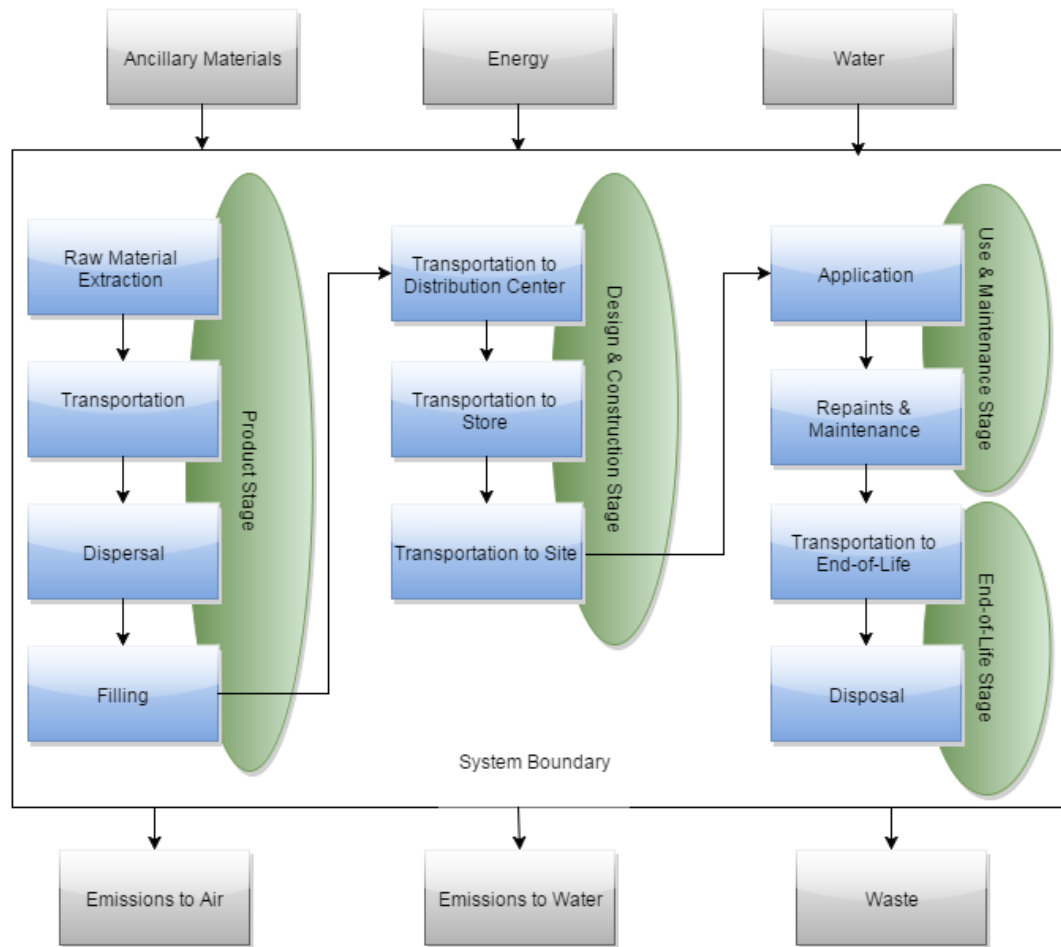 Ancillary Materials
Energy
Water
Raw Material
Extraction
Transportation
Dispersal
Filling
Product Stage
Transportation to
Distribution Center
Transportation to
Store
Transportation to Site
Design & Construction Stage
Application
Repaints &
Maintenance
Use & Maintenance Stage
Transportation to
End-of-Life
Disposal
End-of-Life Stage
System Boundary
Emissions to Air
Emissions to Water
Waste